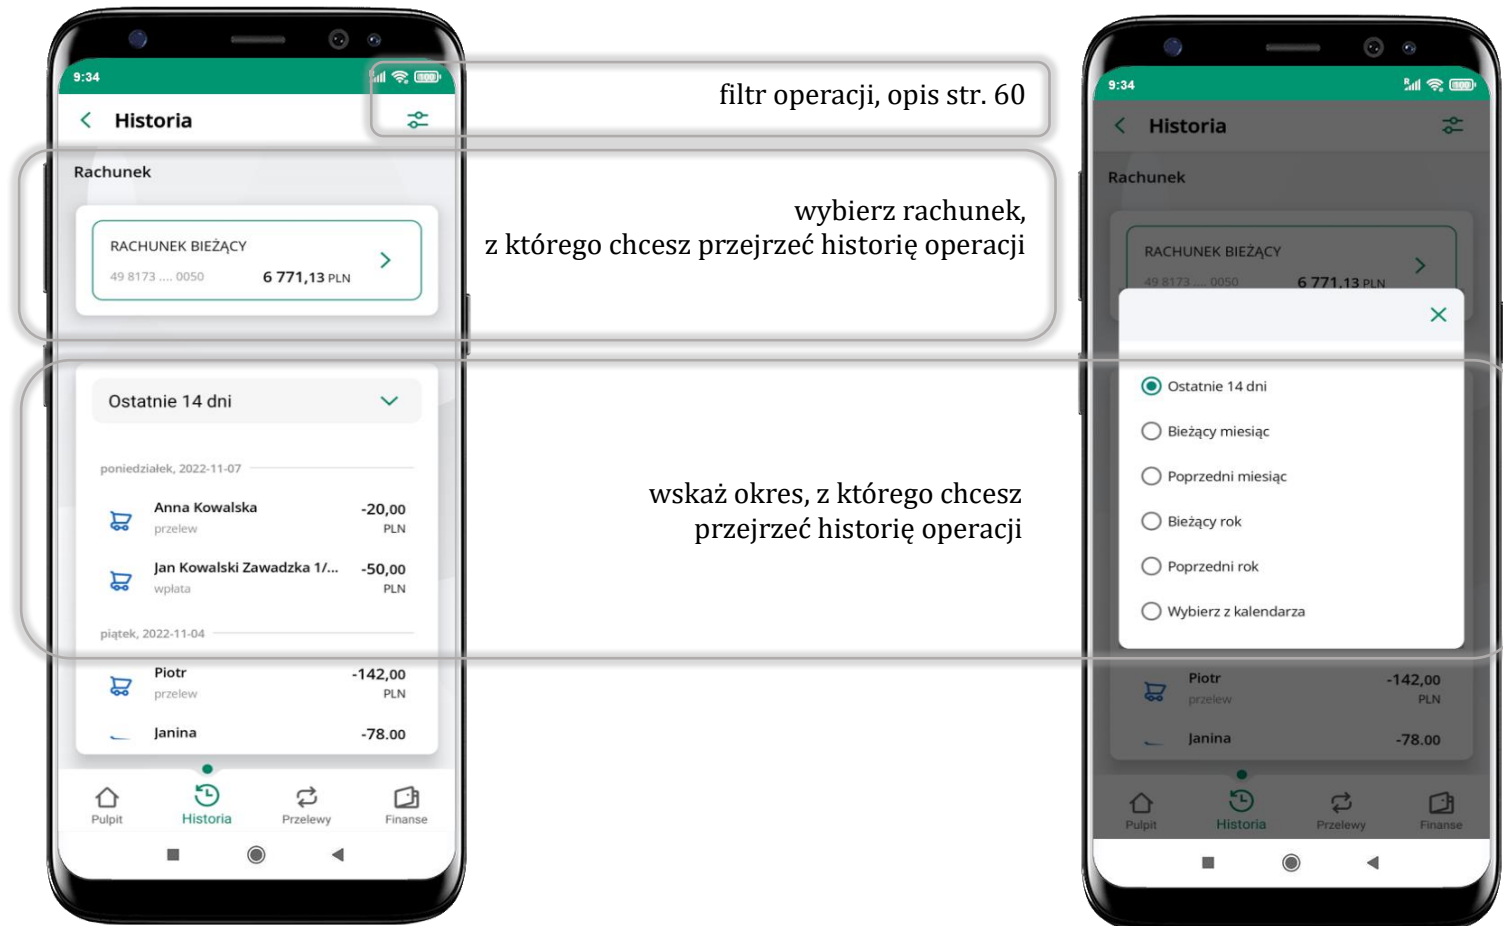 9:34
Historia
Rachunek
RACHUNEK BIEŻĄCY
49 8173 .... 0050 6 771,13 PLN
Ostatnie 14 dni
poniedziałek, 2022-11-07
Anna Kowalska -20,00
przelew PLN
Jan Kowalski Zawadzka 1/... -50,00
wpłata PLN
piątek, 2022-11-04
Piotr -142,00
przelew PLN
Janina -78.00
Pulpit Historia Przelewy Finanse
filtr operacji, opis str. 60
wybierz rachunek,
z którego chcesz przejrzeć historię operacji
wskaż okres, z którego chcesz
przejrzeć historię operacji
9:34
Historia
Rachunek
RACHUNEK BIEŻĄCY
49 8173 .... 0050 6 771,13 PLN
Ostatnie 14 dni
Bieżący miesiąc
Poprzedni miesiąc
Bieżący rok
Poprzedni rok
Wybierz z kalendarza
Piotr -142,00
przelew PLN
Janina -78.00
Pulpit Historia Przelewy Finanse